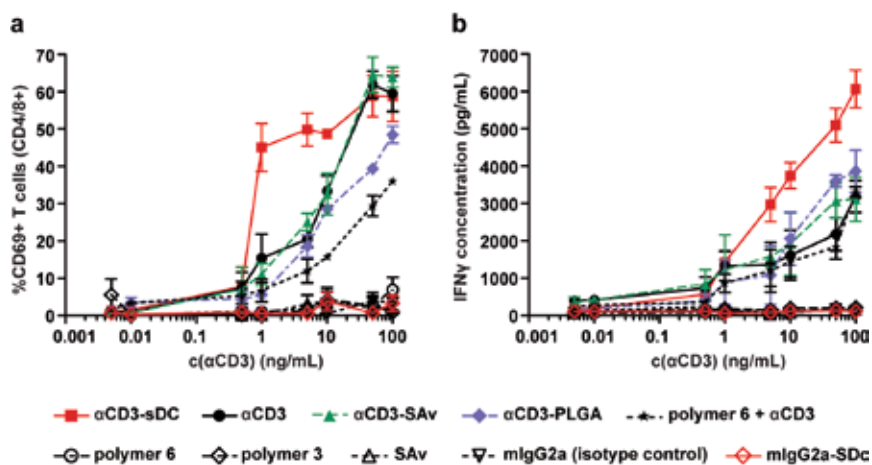 a
b
%CD69+ T cells (CD4/8+)
70
60
50
40
30
20
10
0
0.001 0.01 0.1 1 10 100
c(αCD3) (ng/mL)
IFNγ concentration (pg/mL)
7000
6000
5000
4000
3000
2000
1000
0
0.001 0.01 0.1 1 10 100
c(αCD3) (ng/mL)
αCD3-sDC αCD3 αCD3-SAv αCD3-PLGA polymer 6 + αCD3
polymer 6 polymer 3 SAv mIgG2a (isotype control) mIgG2a-SDc